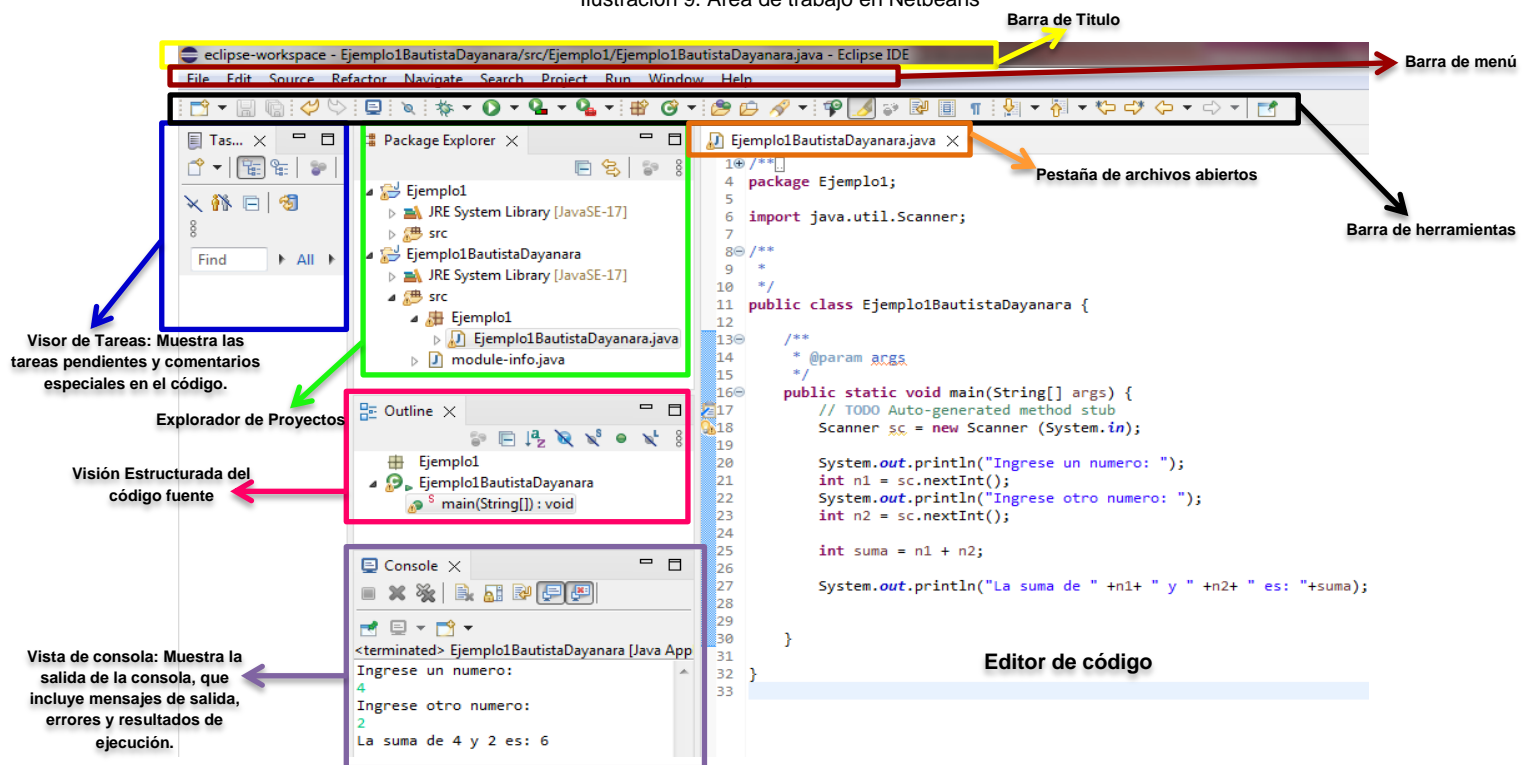 Ilustración 9. Área de trabajo en Netbeans
Barra de Titulo
eclipse-workspace - Ejemplo1BautistaDayanara/src/Ejemplo1/Ejemplo1BautistaDayanara.java - Eclipse IDE
Barra de menú
File Edit Source Refactor Navigate Search Project Run Window Help
Barra de herramientas
Tas...
Find
All
Visor de Tareas: Muestra las
tareas pendientes y comentarios
especiales en el código.
Package Explorer
Ejemplo1
JRE System Library [JavaSE-17]
src
Ejemplo1BautistaDayanara
JRE System Library [JavaSE-17]
src
Ejemplo1
Ejemplo1BautistaDayanara.java
module-info.java
Explorador de Proyectos
Outline
Ejemplo1
Ejemplo1BautistaDayanara
S main(String[]) : void
Visión Estructurada del
código fuente
Console
<terminated> Ejemplo1BautistaDayanara [Java App
Ingrese un numero:
4
Ingrese otro numero:
2
La suma de 4 y 2 es: 6
Vista de consola: Muestra la
salida de la consola, que
incluye mensajes de salida,
errores y resultados de
ejecución.
Ejemplo1BautistaDayanara.java
Pestaña de archivos abiertos
1 /**
4 package Ejemplo1;
5
6 import java.util.Scanner;
7
8 /**
9 *
10 */
11 public class Ejemplo1BautistaDayanara {
12
13 /**
14 * @param args
15 */
16 public static void main(String[] args) {
17 // TODO Auto-generated method stub
18 Scanner sc = new Scanner (System.in);
19
20 System.out.println("Ingrese un numero: ");
21 int n1 = sc.nextInt();
22 System.out.println("Ingrese otro numero: ");
23 int n2 = sc.nextInt();
24
25 int suma = n1 + n2;
26
27 System.out.println("La suma de " +n1+ " y " +n2+ " es: "+suma);
28
29
30 }
31
32 }
33
Editor de código